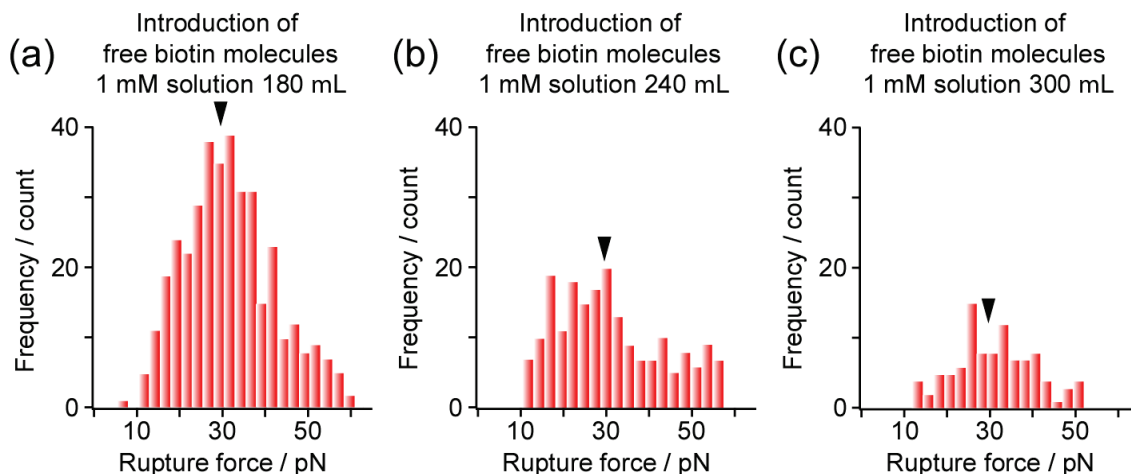 (a)
Introduction of
free biotin molecules
1 mM solution 180 mL
40
20
0
Frequency / count
10 30 50
Rupture force / pN
(b)
Introduction of
free biotin molecules
1 mM solution 240 mL
40
20
0
Frequency / count
10 30 50
Rupture force / pN
(c)
Introduction of
free biotin molecules
1 mM solution 300 mL
40
20
0
Frequency / count
10 30 50
Rupture force / pN